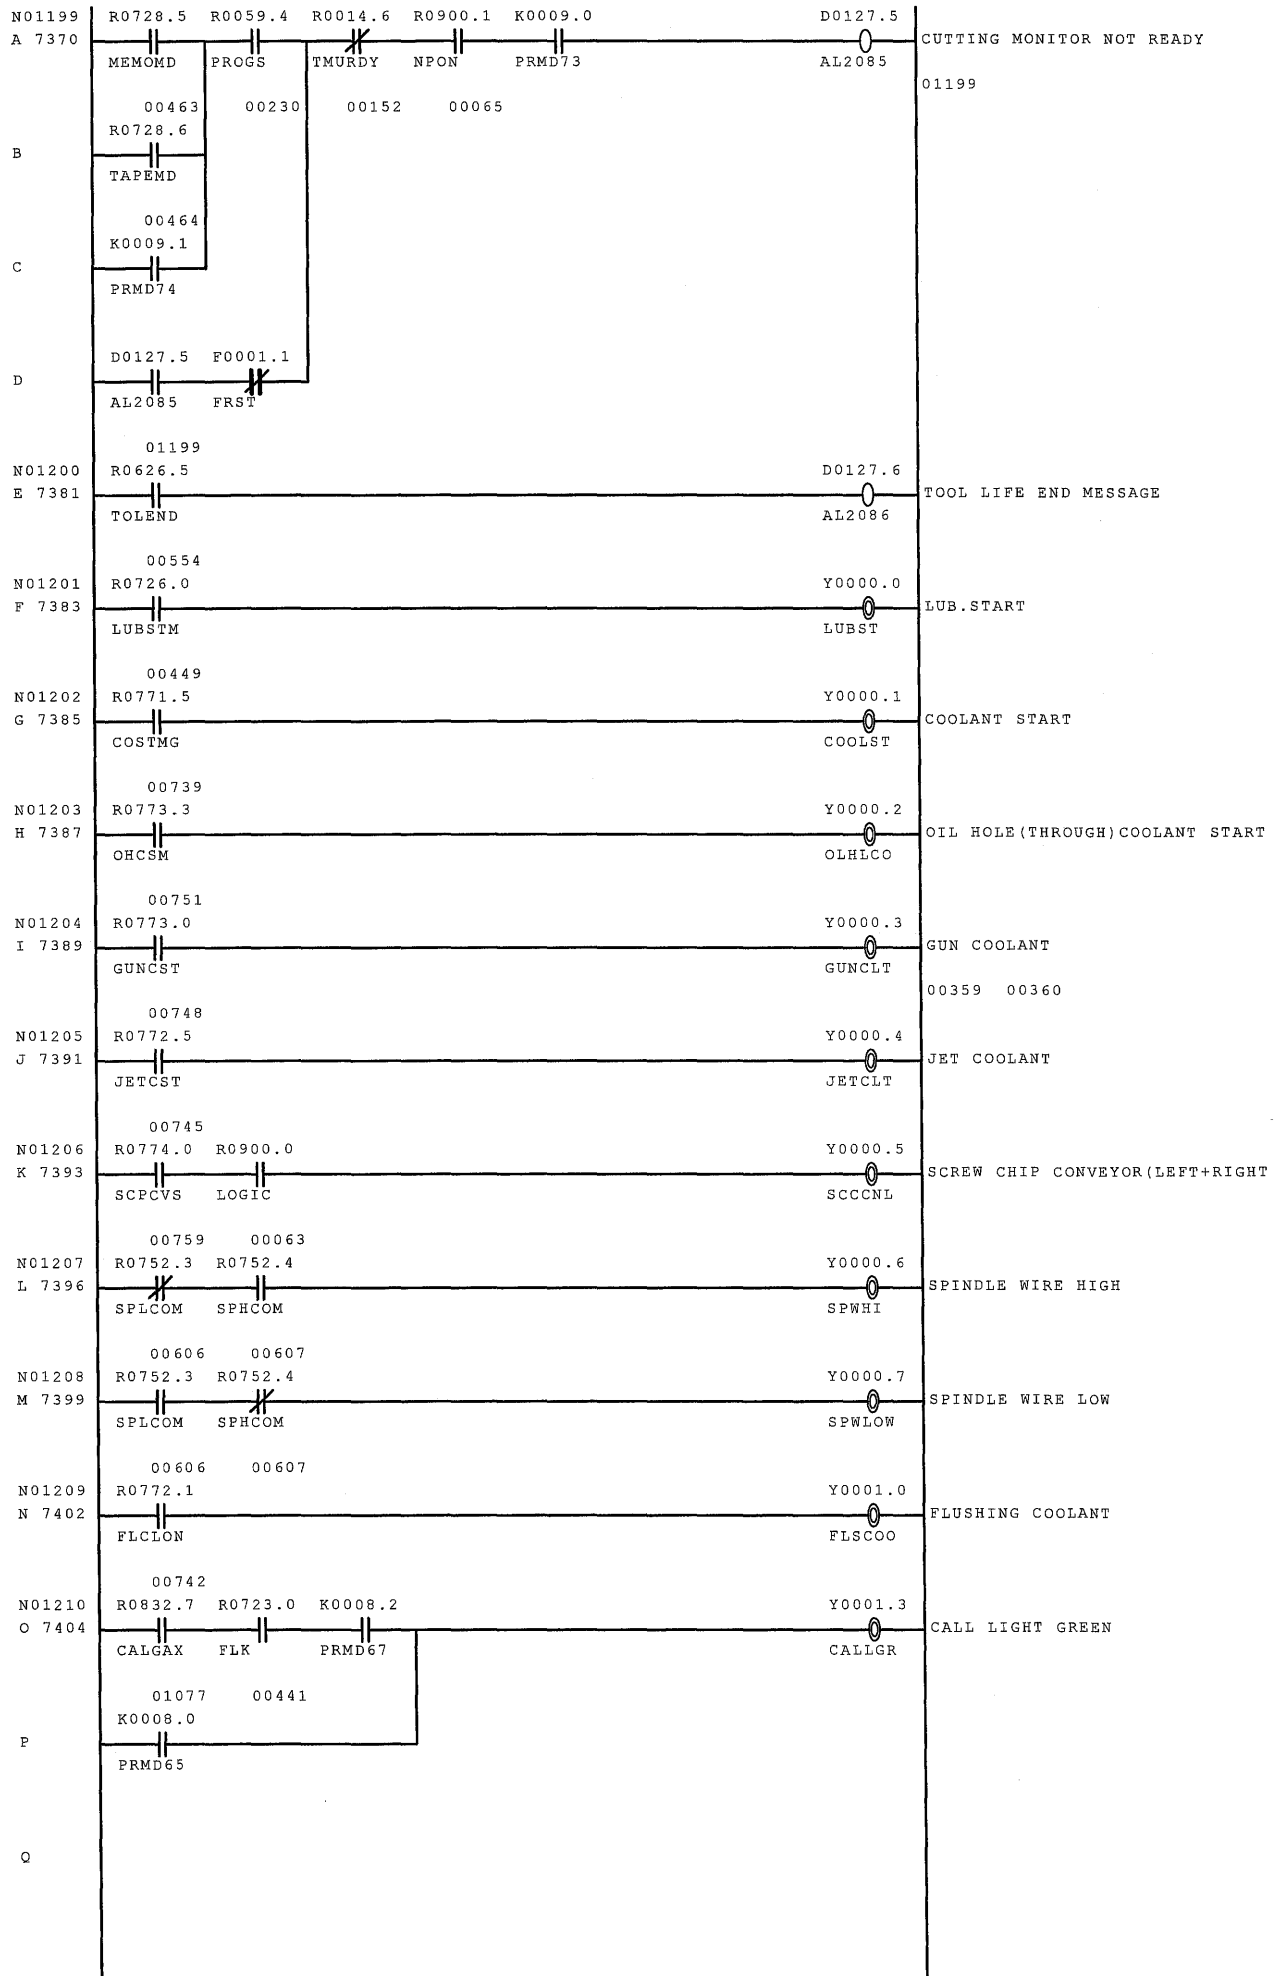 N01199 R0728.5 R0059.4 R0014.6 R0900.1 K0009.0 D0127.5
A 7370 CUTTING MONITOR NOT READY
MEMOMD PROGS TMURDY NPON PRMD73 AL2085
01199
00463 00230 00152 00065
R0728.6
B
TAPEMD
00464
K0009.1
C
PRMD74
D0127.5 F0001.1
D
AL2085 FRST
01199
N01200 R0626.5 D0127.6
E 7381 TOOL LIFE END MESSAGE
TOLEND AL2086
00554
N01201 R0726.0 Y0000.0
F 7383 LUB.START
LUBSTM LUBST
00449
N01202 R0771.5 Y0000.1
G 7385 COOLANT START
COSTMG COOLST
00739
N01203 R0773.3 Y0000.2
H 7387 OIL HOLE(THROUGH)COOLANT START
OHCSM OLHLCO
00751
N01204 R0773.0 Y0000.3
I 7389 GUN COOLANT
GUNCST GUNCLT
00359 00360
00748
N01205 R0772.5 Y0000.4
J 7391 JET COOLANT
JETCST JETCLT
00745
N01206 R0774.0 R0900.0 Y0000.5
K 7393 SCREW CHIP CONVEYOR(LEFT+RIGHT
SCPCVS LOGIC SCCCNL
00759 00063
N01207 R0752.3 R0752.4 Y0000.6
L 7396 SPINDLE WIRE HIGH
SPLCOM SPHCOM SPWHI
00606 00607
N01208 R0752.3 R0752.4 Y0000.7
M 7399 SPINDLE WIRE LOW
SPLCOM SPHCOM SPWLOW
00606 00607
N01209 R0772.1 Y0001.0
N 7402 FLUSHING COOLANT
FLCLON FLSCOO
00742
N01210 R0832.7 R0723.0 K0008.2 Y0001.3
O 7404 CALL LIGHT GREEN
CALGAX FLK PRMD67 CALLGR
01077 00441
K0008.0
P
PRMD65
Q